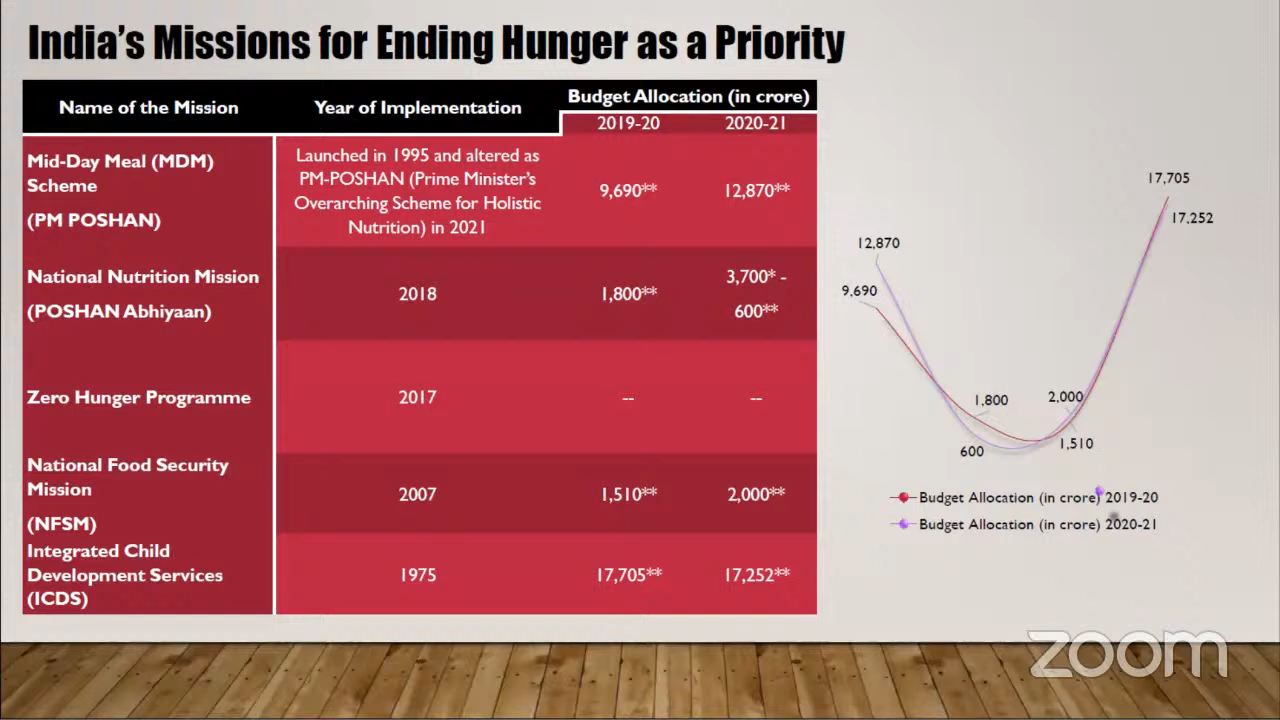 India's Missions for Ending Hunger as a Priority
Name of the Mission
Year of Implementation
Budget Allocation (in crore)
2019-20
2020-21
Mid-Day Meal (MDM)
Scheme
(PM POSHAN)
Launched in 1995 and altered as
PM-POSHAN (Prime Minister's
Overarching Scheme for Holistic
Nutrition) in 2021
9,690**
12,870**
National Nutrition Mission
(POSHAN Abhiyaan)
2018
1,800**
3,700* -
600**
Zero Hunger Programme
2017
--
--
National Food Security
Mission
(NFSM)
2007
1,510**
2,000**
Integrated Child
Development Services
(ICDS)
1975
17,705**
17,252**
17,705
17,252
12,870
9,690
1,800
2,000
600
1,510
Budget Allocation (in crore) 2019-20
Budget Allocation (in crore) 2020-21
zoom